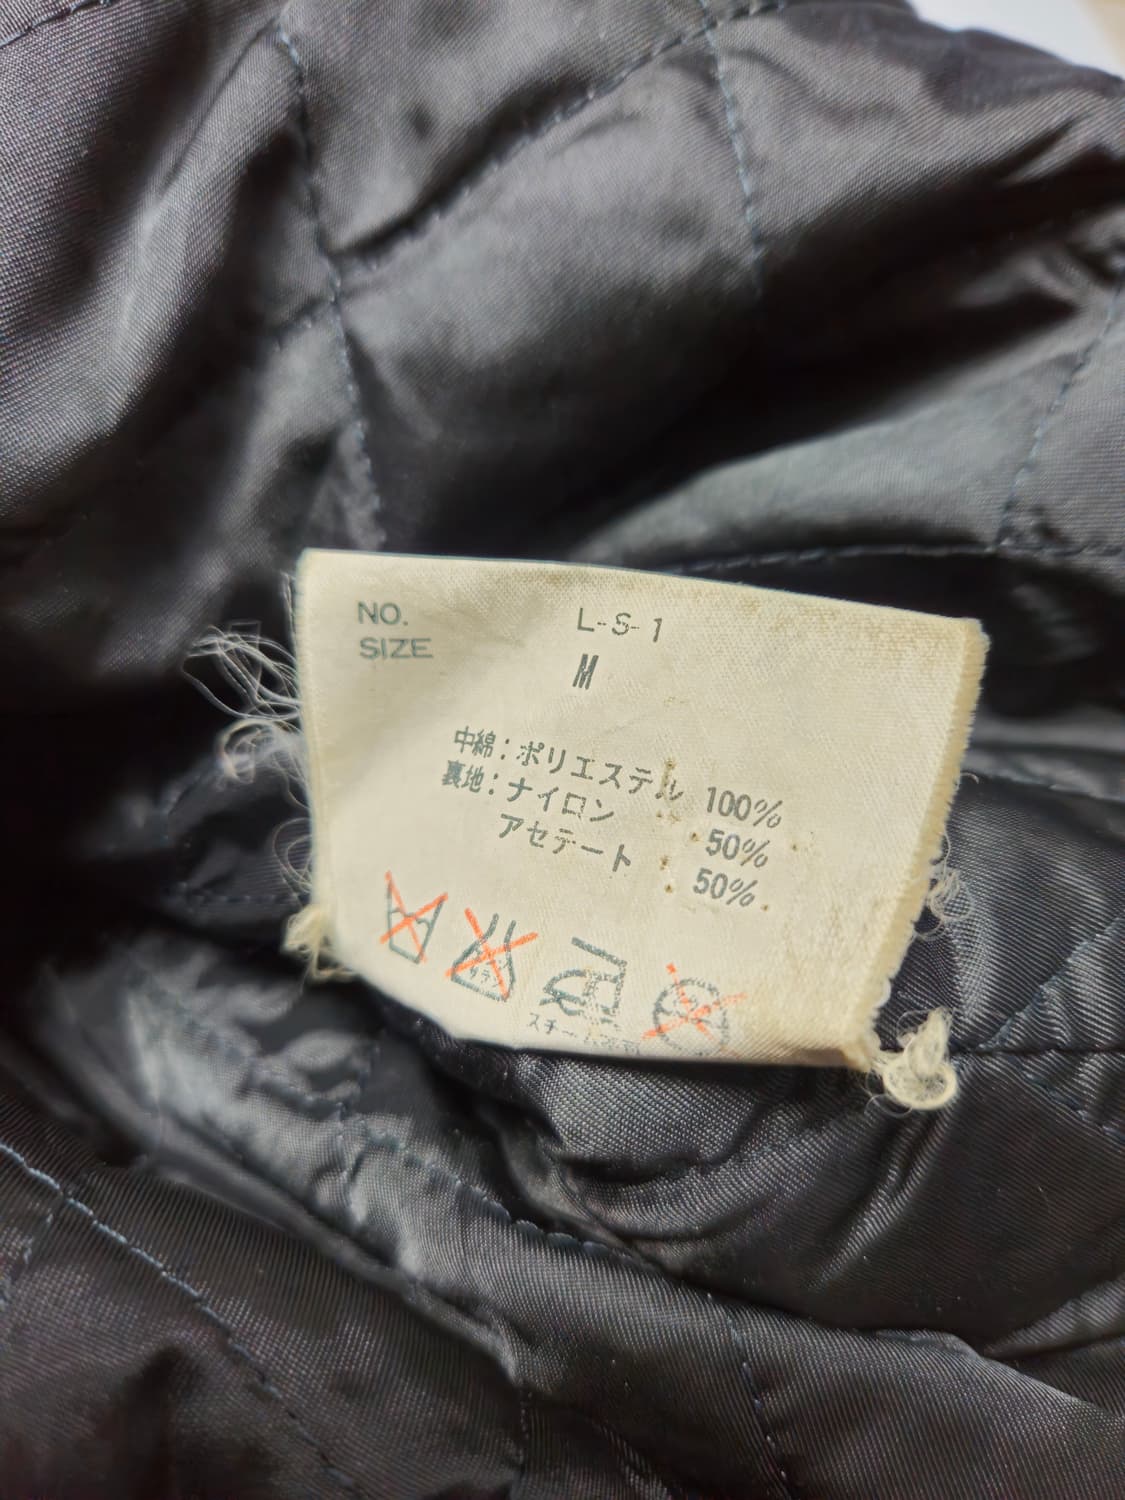 NO. L-S-1
SIZE M
中綿：ポリエステル 100%
裏地：ナイロン 50%
アセテート 50%